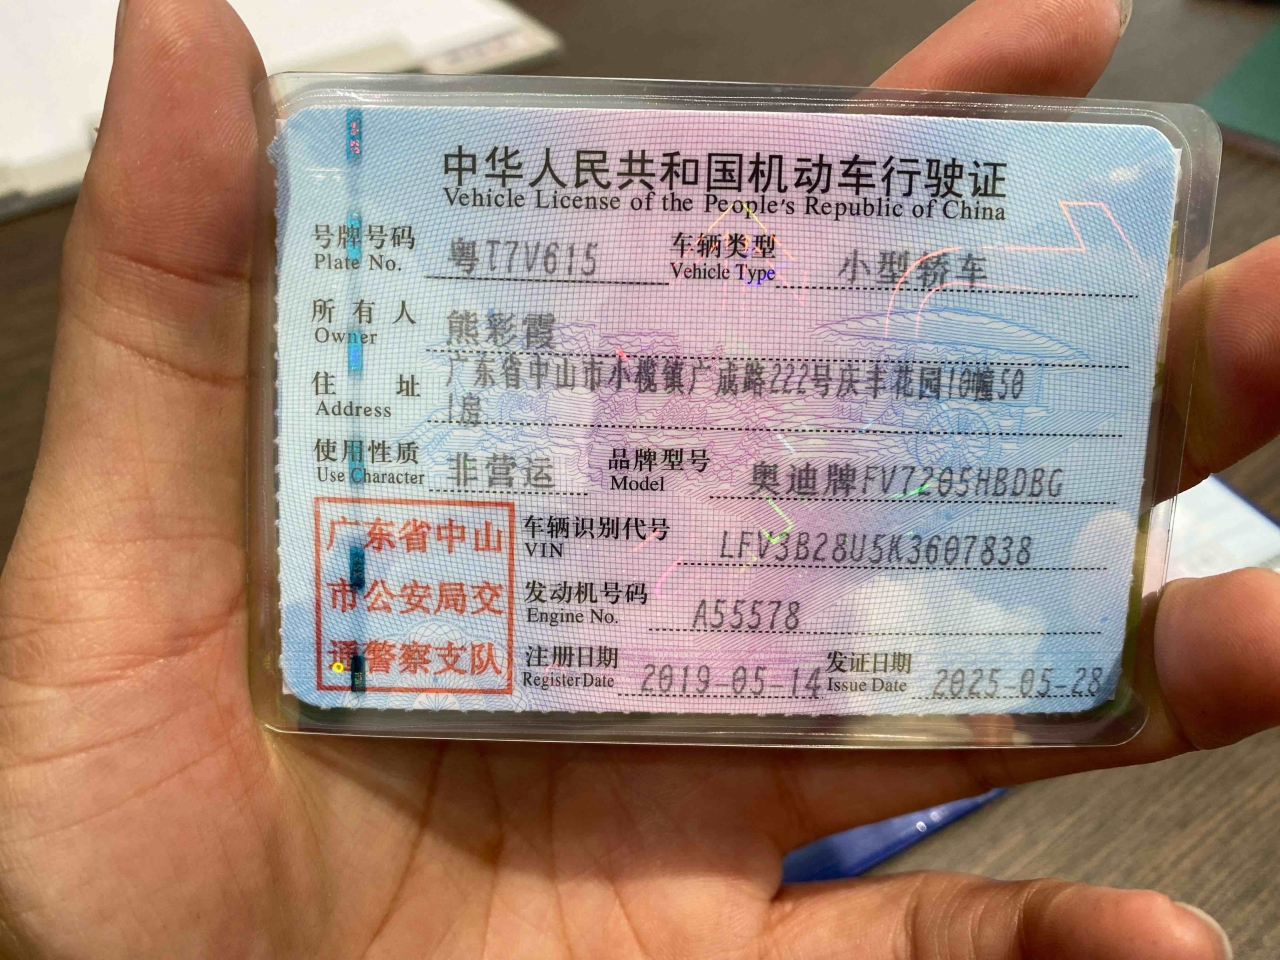 中华人民共和国机动车行驶证
Vehicle License of the People's Republic of China
号牌号码 粤T7V615 车辆类型 小型轿车
Plate No. Vehicle Type
所有人 熊彩霞
Owner
住址 广东省中山市小榄镇广成路222号庆丰花园10幢50
Address 1房
使用性质 非营运 品牌型号 奥迪牌FV7205HBDBG
Use Character Model
广东省中山
市公安局交
通警察支队
车辆识别代号 LFV3B28U5K3607838
VIN
发动机号码 A55578
Engine No.
注册日期 2019-05-14 发证日期 2025-05-28
Register Date Issue Date